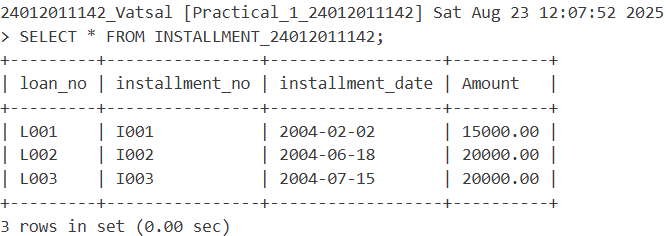 24012011142_Vatsal [Practical_1_24012011142] Sat Aug 23 12:07:52 2025
> SELECT * FROM INSTALLMENT_24012011142;
+---------+----------------+------------------+----------+
| loan_no | installment_no | installment_date | Amount   |
+---------+----------------+------------------+----------+
| L001    | I001           | 2004-02-02       | 15000.00 |
| L002    | I002           | 2004-06-18       | 20000.00 |
| L003    | I003           | 2004-07-15       | 20000.00 |
+---------+----------------+------------------+----------+
3 rows in set (0.00 sec)